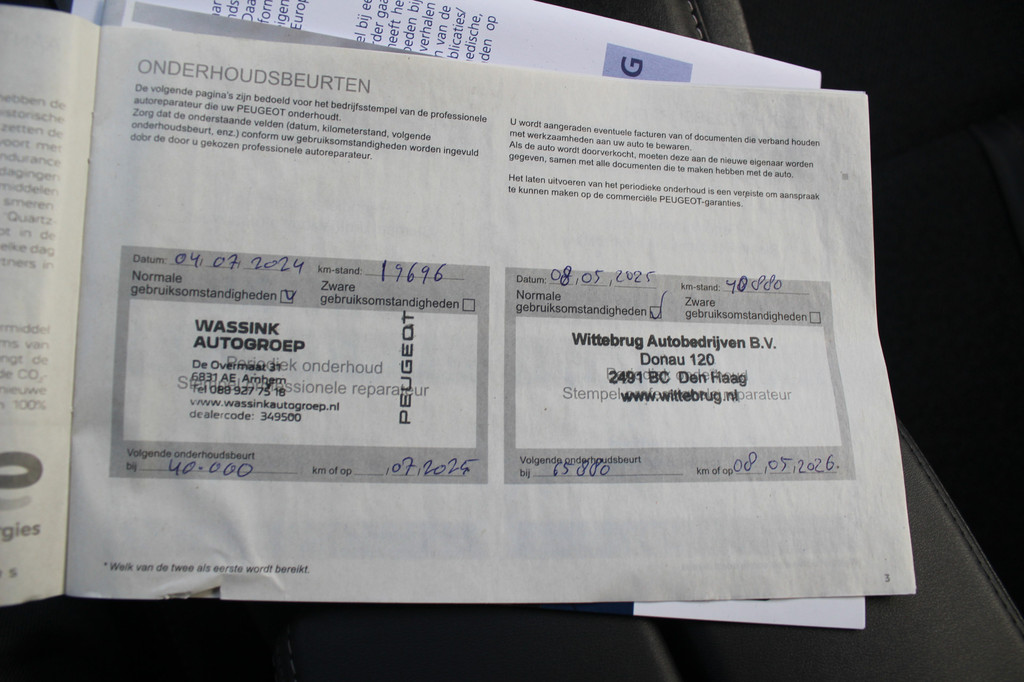 ONDERHOUDSBEURTEN
De volgende pagina's zijn bedoeld voor het bedrijfsstempel van de professionele
autoreparateur die uw PEUGEOT onderhoudt.
Zorg dat de onderstaande velden (datum, kilometerstand, volgende
onderhoudsbeurt, enz.) conform uw gebruiksomstandigheden worden ingevuld
door de door u gekozen professionele autoreparateur.
U wordt aangeraden eventuele facturen van of documenten die verband houden
met werkzaamheden aan uw auto te bewaren.
Als de auto wordt doorverkocht, moeten deze aan de nieuwe eigenaar worden
gegeven, samen met alle documenten die te maken hebben met de auto.
Het laten uitvoeren van het periodieke onderhoud is een vereiste om aanspraak
te kunnen maken op de commerciële PEUGEOT-garanties.
Datum: 04.07.2024 km-stand: 19696
Normale
gebruiksomstandigheden
Zware
gebruiksomstandigheden
WASSINK
AUTOGROEP
De Overmaat 31
6831 AE Arnhem
Tel 088 927 75 16
www.wassinkautogroep.nl
dealercode: 349500
PEUGEOT
Periodiek onderhoud
Volgende onderhoudsbeurt
bij 40-000 km of op ,07,2025
Datum: 08,05,2025 km-stand: 40880
Normale
gebruiksomstandigheden
Zware
gebruiksomstandigheden
Wittebrug Autobedrijven B.V.
Donau 120
2491 BC Den Haag
www.wittebrug.nl
Volgende onderhoudsbeurt
bij 65880 km of op 08,05,2026.
* Welk van de twee als eerste wordt bereikt.
3
G